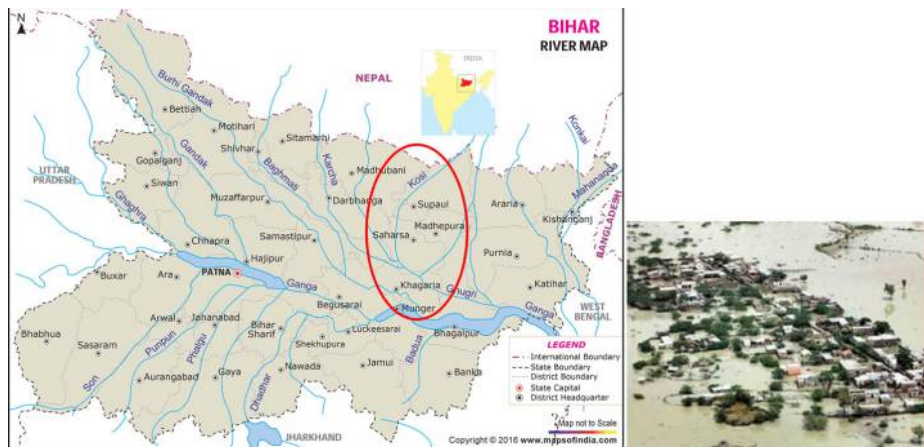 N
BIHAR
RIVER MAP
INDIA
NEPAL
Burhi Gandak
Bettiah
Motihari
Sitamarhi
Shivhar
Gandak
Gopalganj
Baghmati
Karcha
Madhubani
Kosi
Konkai
Mahananda
UTTAR
PRADESH
Siwan
Muzaffarpur
Darbhanga
Supaul
Araria
Kishanganj
Ghaghra
Saharsa
Madhepura
BANGLADESH
Chhapra
Samastipur
Purnia
Hajipur
Buxar
Ara
PATNA
Ganga
Khagaria
Ghugri
Katihar
Begusarai
Munger
Ganga
WEST
BENGAL
Arwal
Jahanabad
Bihar
Sharif
Luckeesarai
Bhagalpur
Bhabhua
Punpun
Phalgu
Shekhupura
Badua
Sasaram
LEGEND
International Boundary
State Boundary
District Boundary
State Capital
District Headquarter
Son
Aurangabad
Gaya
Dhadhar
Nawada
Jamui
Banka
Map not to Scale
JHARKHAND
Copyright © 2016 www.mapsofindia.com